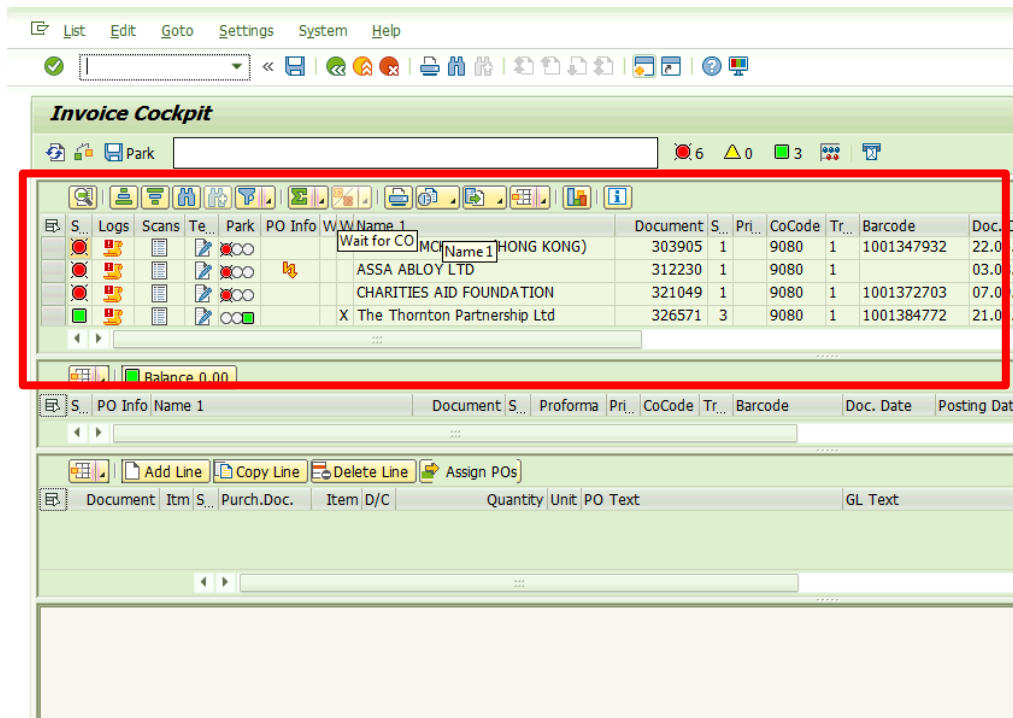 List Edit Goto Settings System Help
Invoice Cockpit
Park 6 0 3
S... Logs Scans Te... Park PO Info W W Name 1 Document S... Pri... CoCode Tr... Barcode Doc.
Wait for CO Name 1 HONG KONG) 303905 1 9080 1 1001347932 22.0
ASSA ABLOY LTD 312230 1 9080 1 03.0
CHARITIES AID FOUNDATION 321049 1 9080 1 1001372703 07.0
X The Thornton Partnership Ltd 326571 3 9080 1 1001384772 21.0
Balance 0.00
S... PO Info Name 1 Document S... Proforma Pri... CoCode Tr... Barcode Doc. Date Posting Dat
Add Line Copy Line Delete Line Assign POs
Document Itm S... Purch.Doc. Item D/C Quantity Unit PO Text GL Text